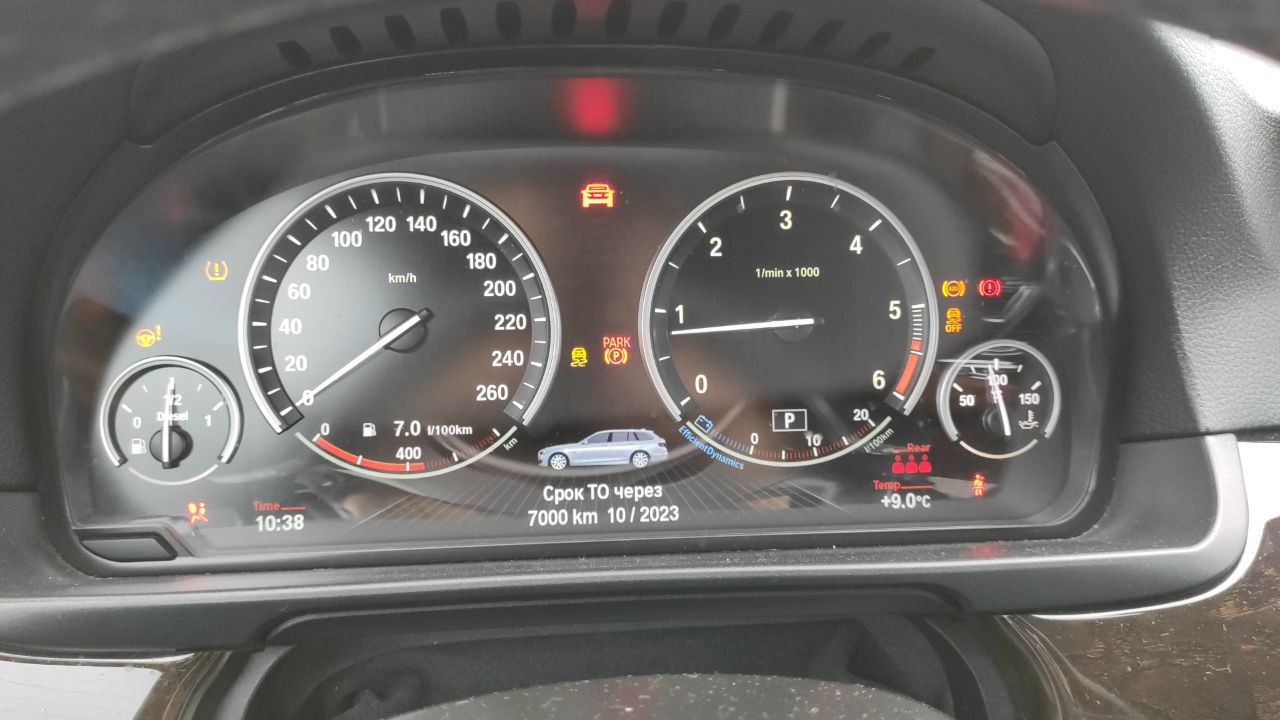 km/h
0
20
40
60
80
100
120
140
160
180
200
220
240
260
1/min x 1000
0
1
2
3
4
5
6
PARK
P
ABS
OFF
0
1/2
1
Diesel
0
7.0 l/100km
400
km
P
0
10
20
l/100km
EfficientDynamics
50
100
150
°F
Rear
Temp
+9.0°C
Time
10:38
Срок ТО через
7000 km 10 / 2023